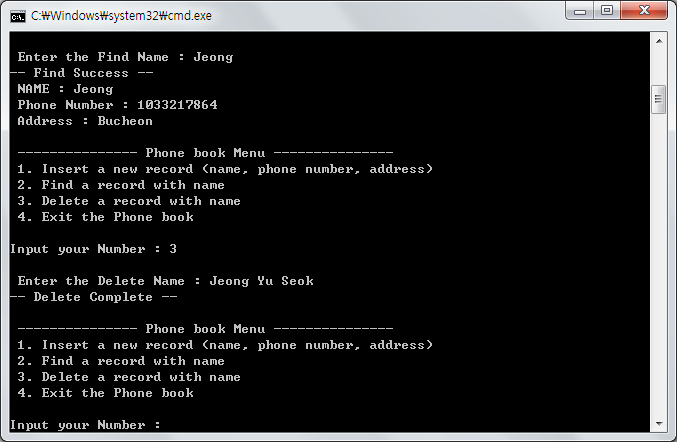 C:₩Windows₩system32₩cmd.exe
Enter the Find Name : Jeong
-- Find Success --
NAME : Jeong
Phone Number : 1033217864
Address : Bucheon
--------------- Phone book Menu ---------------
1. Insert a new record (name, phone number, address)
2. Find a record with name
3. Delete a record with name
4. Exit the Phone book
Input your Number : 3
Enter the Delete Name : Jeong Yu Seok
-- Delete Complete --
--------------- Phone book Menu ---------------
1. Insert a new record (name, phone number, address)
2. Find a record with name
3. Delete a record with name
4. Exit the Phone book
Input your Number :